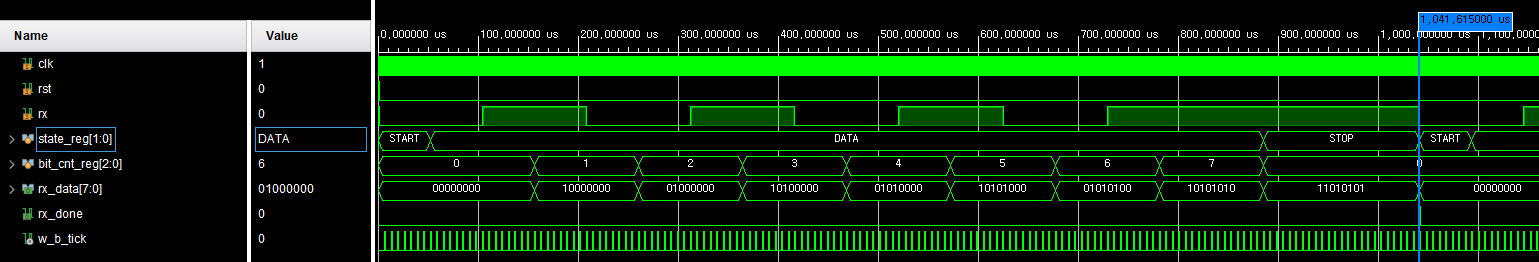 1,041.615000 us
Name Value
0.000000 us 100.000000 us 200.000000 us 300.000000 us 400.000000 us 500.000000 us 600.000000 us 700.000000 us 800.000000 us 900.000000 us 1,000.000000 us 1,100.000
clk 1
rst 0
rx 0
state_reg[1:0] DATA START DATA STOP START
bit_cnt_reg[2:0] 6 0 1 2 3 4 5 6 7 0
rx_data[7:0] 01000000 00000000 10000000 01000000 10100000 01010000 10101000 01010100 10101010 11010101 00000000
rx_done 0
w_b_tick 0